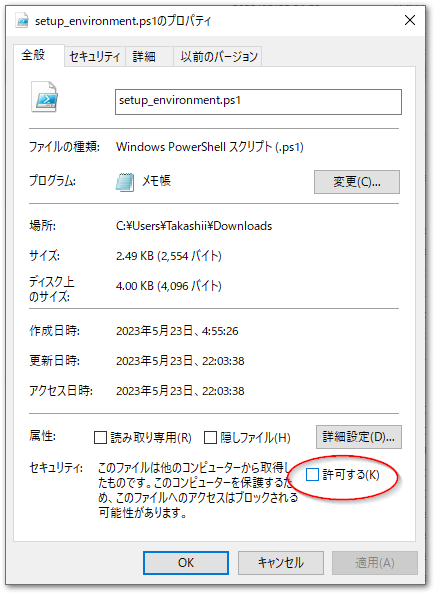 setup_environment.ps1のプロパティ
全般 セキュリティ 詳細 以前のバージョン
setup_environment.ps1
ファイルの種類: Windows PowerShell スクリプト (.ps1)
プログラム: メモ帳 変更(C)...
場所: C:¥Users¥Takashii¥Downloads
サイズ: 2.49 KB (2,554 バイト)
ディスク上
のサイズ: 4.00 KB (4,096 バイト)
作成日時: 2023年5月23日、4:55:26
更新日時: 2023年5月23日、22:03:38
アクセス日時: 2023年5月23日、22:03:38
属性: 読み取り専用(R) 隠しファイル(H) 詳細設定(D)...
セキュリティ: このファイルは他のコンピューターから取得し
たものです。このコンピューターを保護するた
め、このファイルへのアクセスはブロックされる
可能性があります。
許可する(K)
OK キャンセル 適用(A)